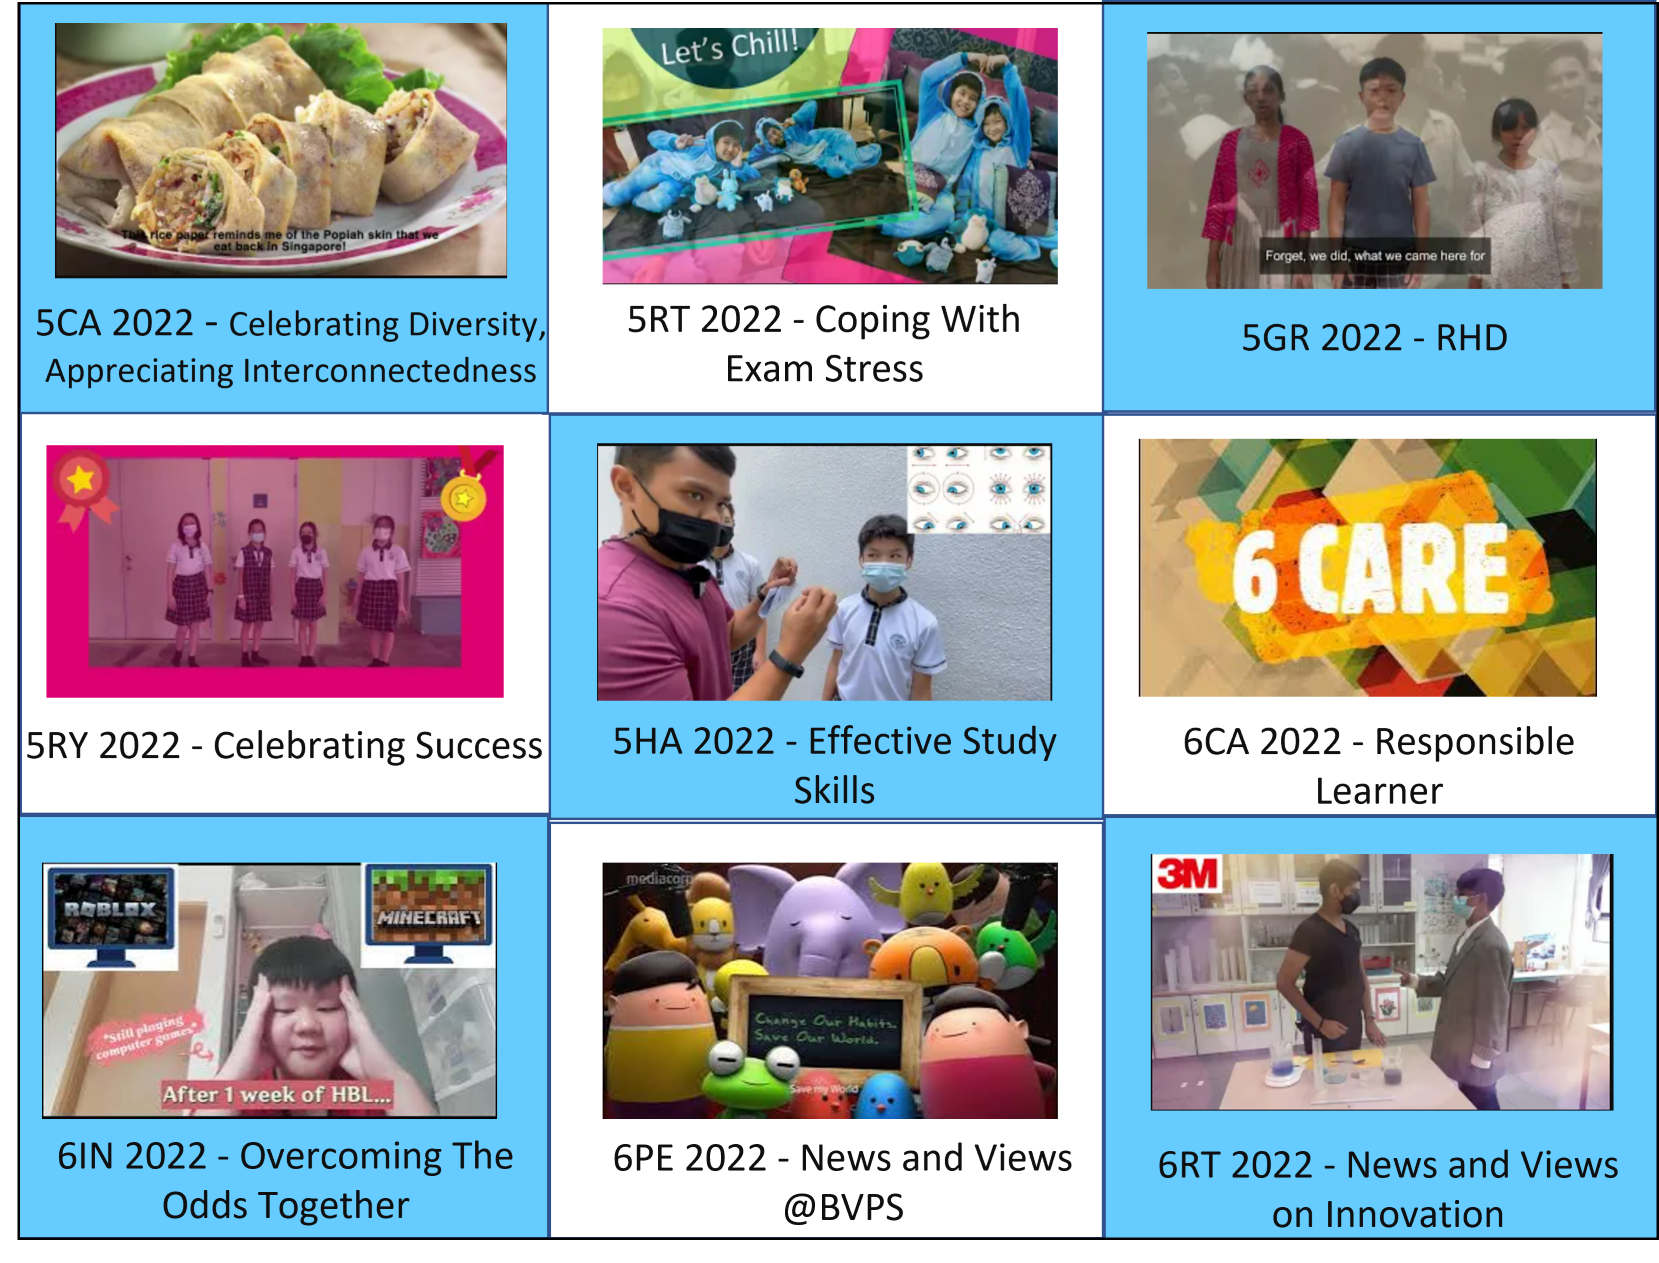 This rice paper reminds me of the Popiah skin that we
eat back in Singapore!
5CA 2022 - Celebrating Diversity,
Appreciating Interconnectedness
Let's Chill!
5RT 2022 - Coping With
Exam Stress
Forget, we did, what we came here for
5GR 2022 - RHD
5RY 2022 - Celebrating Success
5HA 2022 - Effective Study
Skills
6 CARE
6CA 2022 - Responsible
Learner
ROBLOX
MINECRAFT
*Still playing
computer games*
After 1 week of HBL...
6IN 2022 - Overcoming The
Odds Together
mediacorp
Change Our Habits.
Save Our World.
Save my World
6PE 2022 - News and Views
@BVPS
3M
6RT 2022 - News and Views
on Innovation